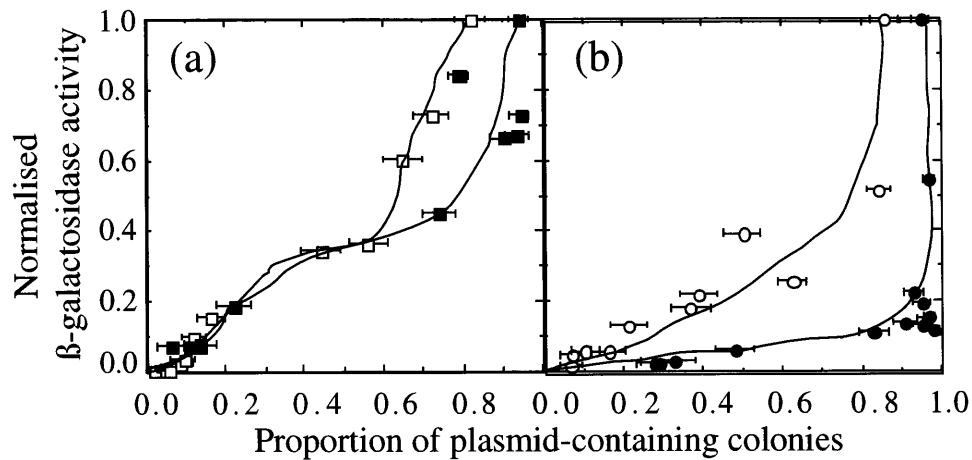 (a)
(b)
Normalised
ß-galactosidase activity
1.0
0.8
0.6
0.4
0.2
0.0
0.0 0.2 0.4 0.6 0.8 0.0 0.2 0.4 0.6 0.8 1.0
Proportion of plasmid-containing colonies